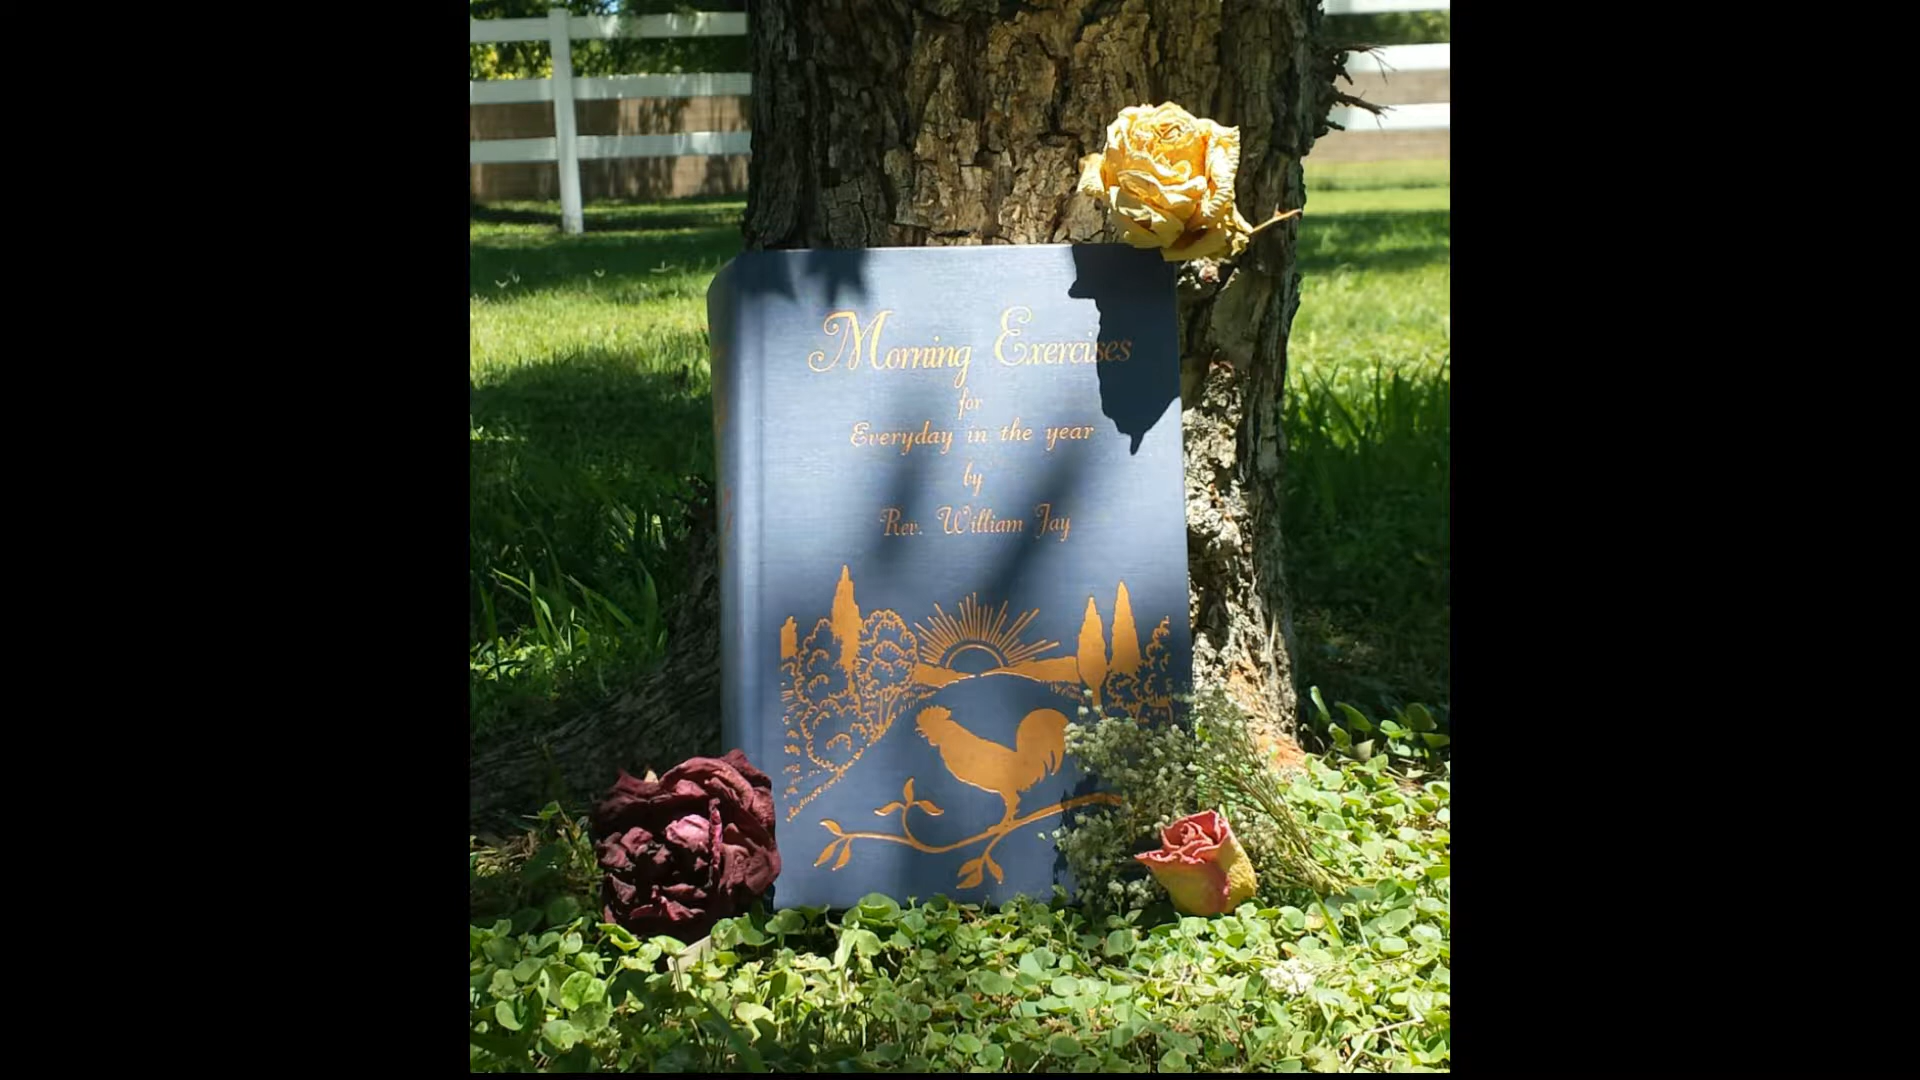 Morning Exercises
for
Everyday in the year
by
Rev. William Jay